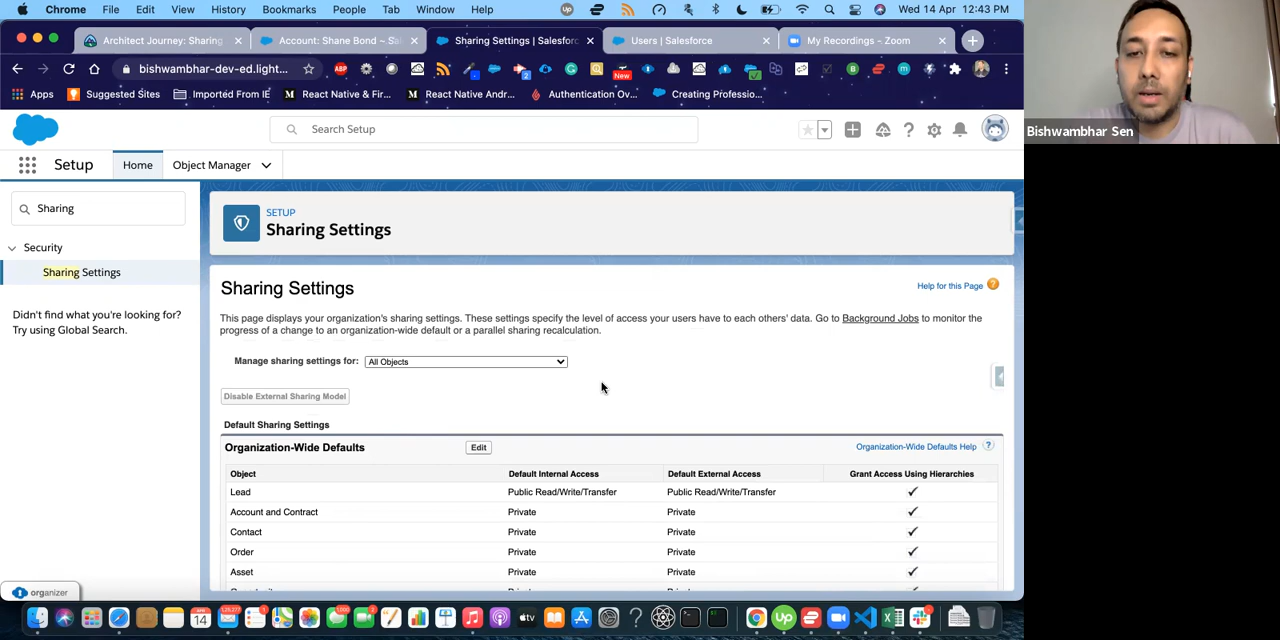 Chrome File Edit View History Bookmarks People Tab Window Help Wed 14 Apr 12:43 PM
Architect Journey: Sharing Account: Shane Bond ~ Sal Sharing Settings | Salesforc Users | Salesforce My Recordings - Zoom
bishwambhar-dev-ed.light... ABP New 2
Apps Suggested Sites Imported From IE React Native & Fir... React Native Andr... Authentication Ov... Creating Professio...
Bishwambhar Sen
Search Setup
Setup Home Object Manager
Sharing
SETUP
Sharing Settings
Security
Sharing Settings
Didn't find what you're looking for?
Try using Global Search.
Sharing Settings
Help for this Page
This page displays your organization's sharing settings. These settings specify the level of access your users have to each others' data. Go to Background Jobs to monitor the
progress of a change to an organization-wide default or a parallel sharing recalculation.
Manage sharing settings for: All Objects
Disable External Sharing Model
Default Sharing Settings
Organization-Wide Defaults Edit Organization-Wide Defaults Help ?
Object Default Internal Access Default External Access Grant Access Using Hierarchies
Lead Public Read/Write/Transfer Public Read/Write/Transfer
Account and Contract Private Private
Contact Private Private
Order Private Private
Asset Private Private
organizer
14 tv Up